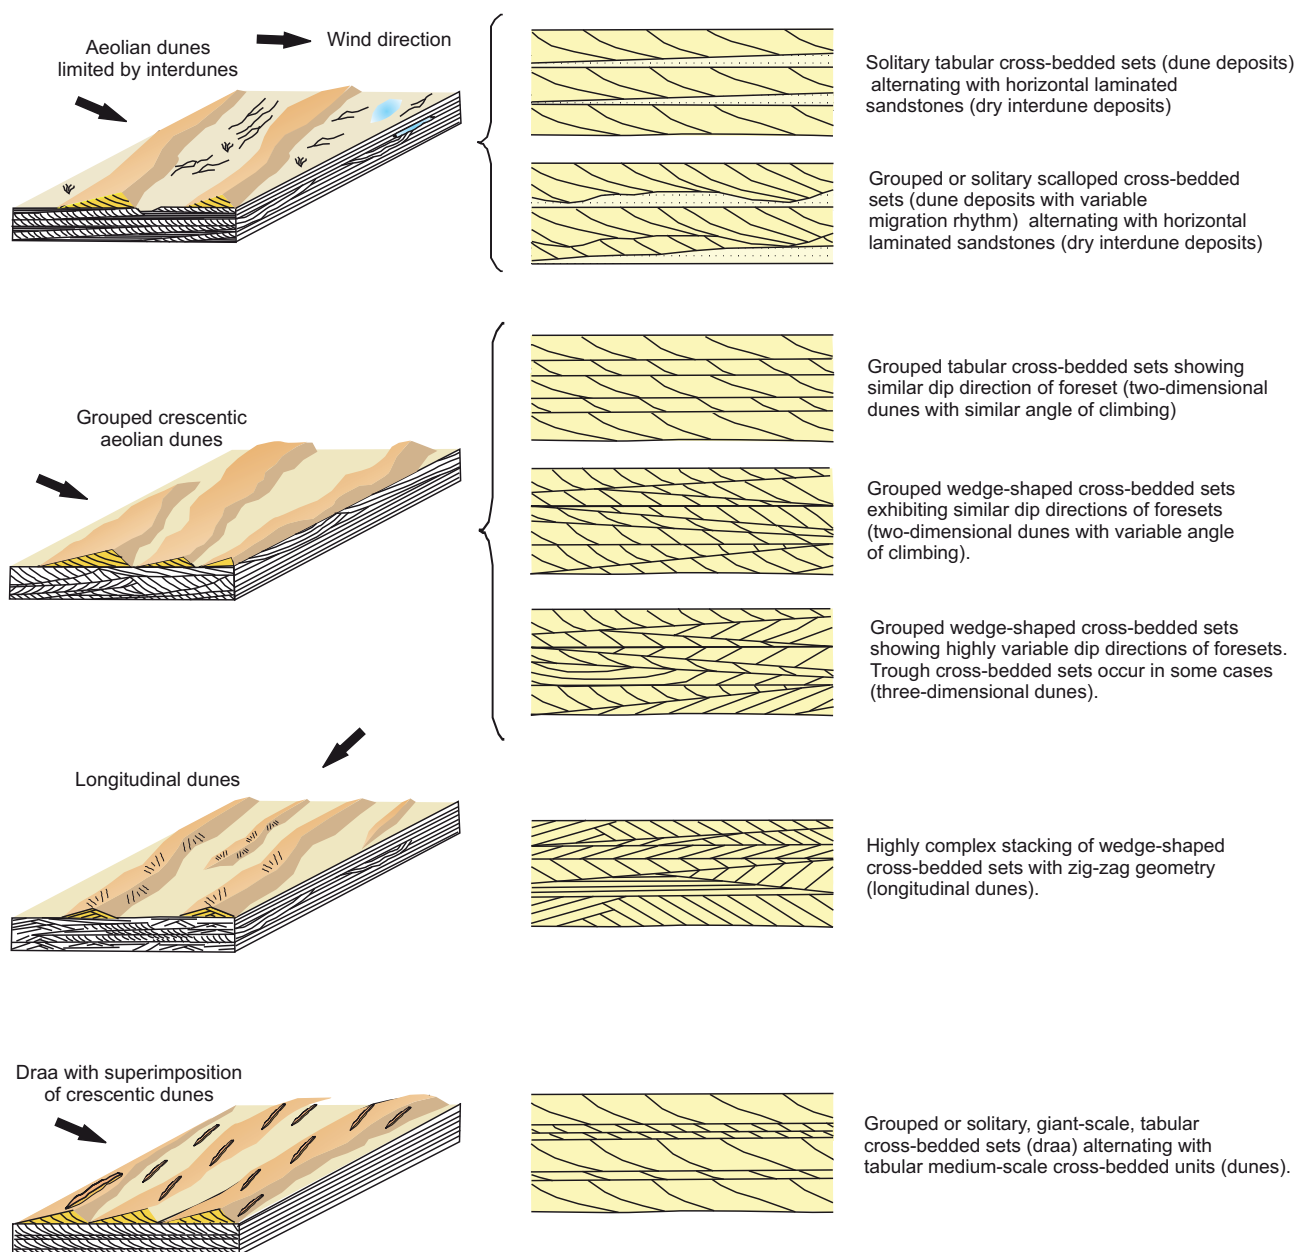 Aeolian dunes
limited by interdunes
Wind direction
Solitary tabular cross-bedded sets (dune deposits)
alternating with horizontal laminated
sandstones (dry interdune deposits)
Grouped or solitary scalloped cross-bedded
sets (dune deposits with variable
migration rhythm) alternating with horizontal
laminated sandstones (dry interdune deposits)
Grouped crescentic
aeolian dunes
Grouped tabular cross-bedded sets showing
similar dip direction of foreset (two-dimensional
dunes with similar angle of climbing)
Grouped wedge-shaped cross-bedded sets
exhibiting similar dip directions of foresets
(two-dimensional dunes with variable angle
of climbing).
Grouped wedge-shaped cross-bedded sets
showing highly variable dip directions of foresets.
Trough cross-bedded sets occur in some cases
(three-dimensional dunes).
Longitudinal dunes
Highly complex stacking of wedge-shaped
cross-bedded sets with zig-zag geometry
(longitudinal dunes).
Draa with superimposition
of crescentic dunes
Grouped or solitary, giant-scale, tabular
cross-bedded sets (draa) alternating with
tabular medium-scale cross-bedded units (dunes).